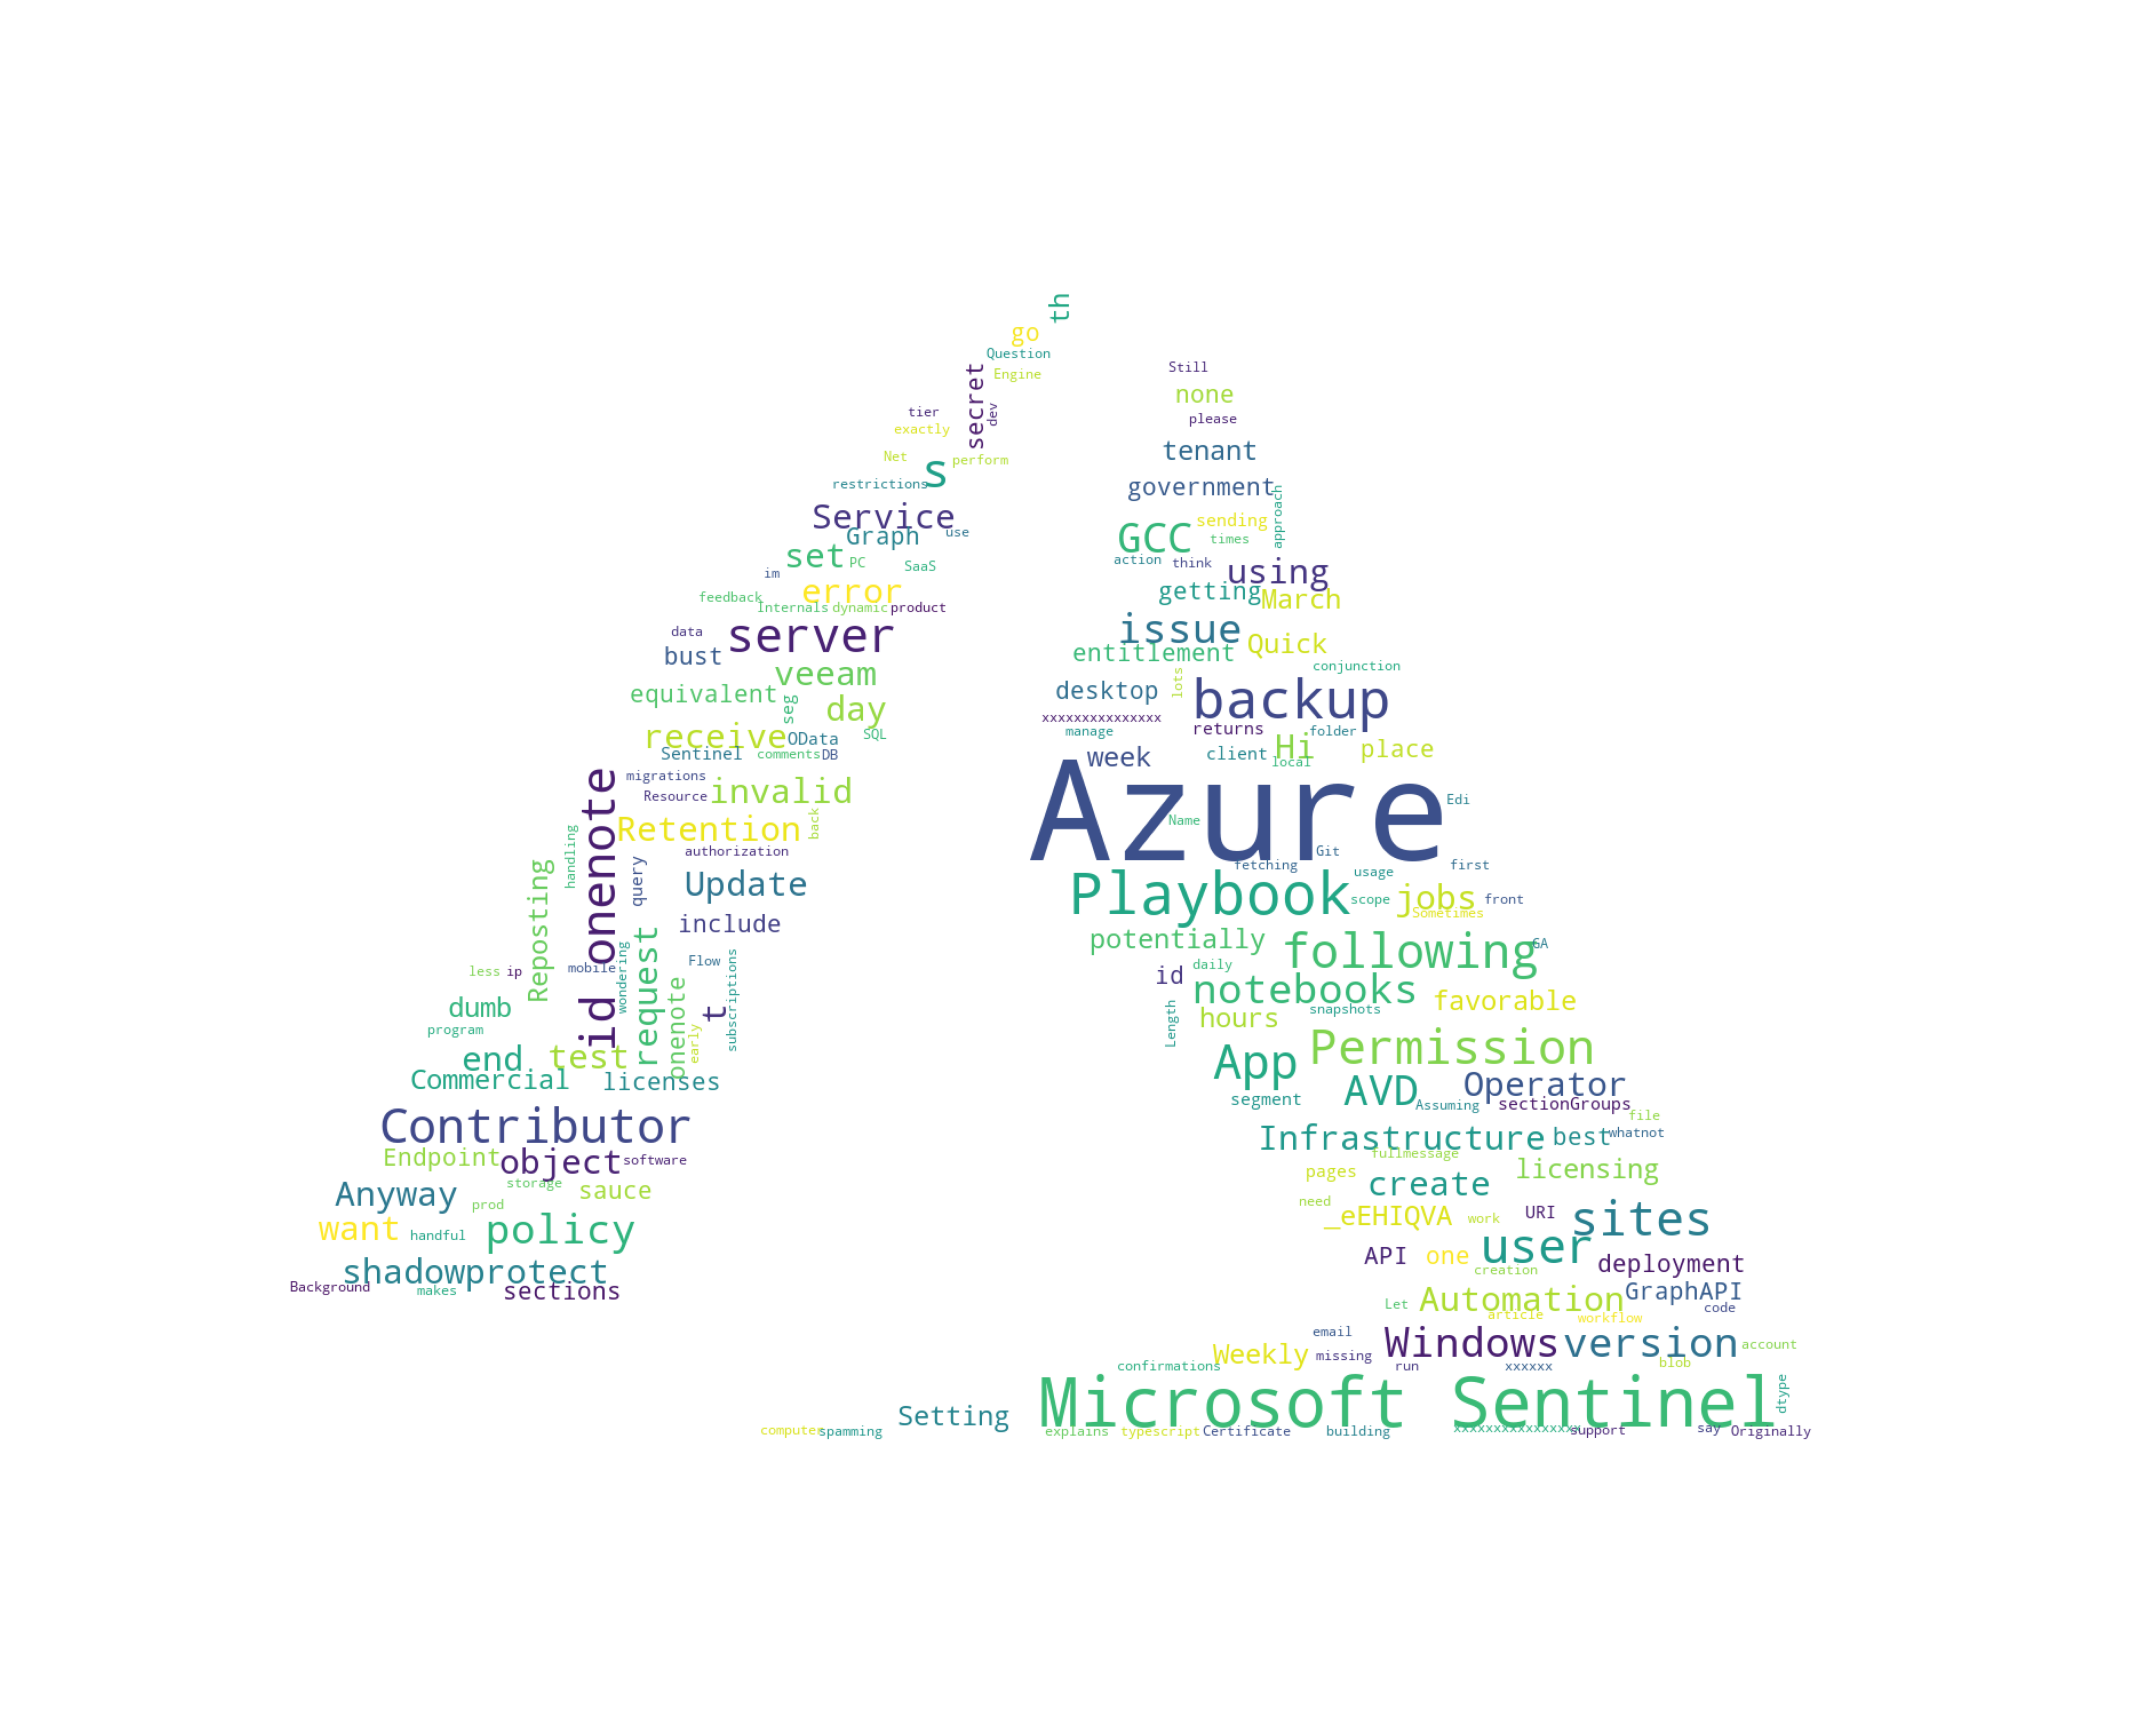 th
go
Question
Engine
secret
dev
tier
exactly
Net
s
perform
restrictions
Service
Graph
use
set
PC
SaaS
im
error
feedback
Internals
dynamic
product
data
server
bust
veeam
equivalent
seg
day
receive
OData
SQL
Sentinel
comments
DB
migrations
Resource
invalid
id onenote
Retention
back
handling
authorization
query
Update
Reposting
include
request
wondering
Flow
subscriptions
less
ip
mobile
onenote
t
early
dumb
program
end
test
Commercial
licenses
Contributor
Endpoint
object
software
storage
sauce
Anyway
prod
want
handful
policy
shadowprotect
Background
makes
sections
Still
none
please
tenant
government
approach
GCC
sending
times
action
think
using
getting
March
issue
Quick
entitlement
conjunction
desktop
lots
backup
xxxxxxxxxxxxxxx
manage
returns
folder
Hi
week
client
local
place
Azure
Edi
Name
Git
fetching
usage
first
Playbook
scope
jobs
front
Sometimes
potentially
following
GA
id
daily
notebooks
favorable
Length
hours
snapshots
App
Permission
AVD
Operator
segment
Assuming
sectionGroups
file
Infrastructure
best
whatnot
fullmessage
pages
licensing
create
need
_eEHIQVA
work
URI
sites
API
one
user
deployment
creation
GraphAPI
Let
Automation
code
article
workflow
email
Windows
version
account
Weekly
missing
confirmations
run
xxxxxx
blob
Microsoft Sentinel
dtype
Setting
computer
spamming
explains
typescript
Certificate
building
xxxxxxxxxxxxxxxx
support
say
Originally